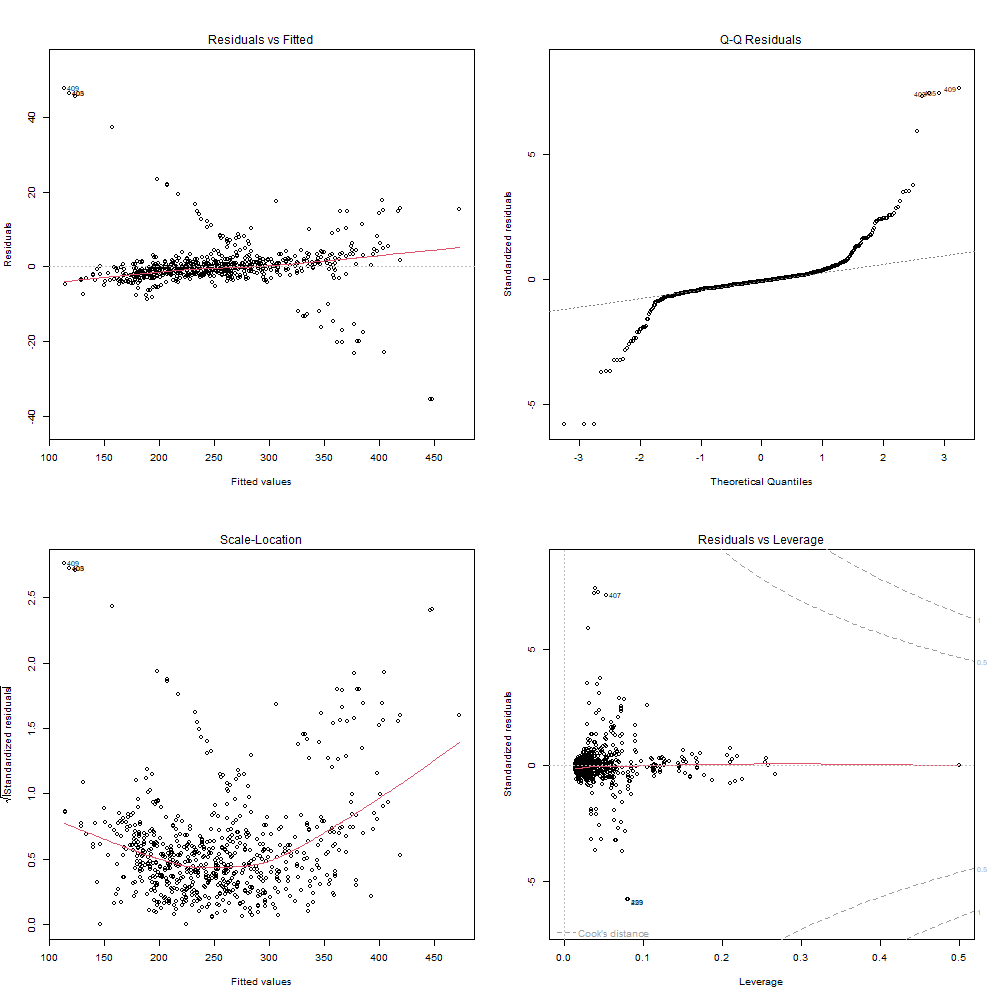 Residuals vs Fitted
Residuals
40
20
0
-20
-40
409
100 150 200 250 300 350 400 450
Fitted values
Q-Q Residuals
Standardized residuals
5
0
-5
409
-3 -2 -1 0 1 2 3
Theoretical Quantiles
Scale-Location
√|Standardized residuals|
2.5
2.0
1.5
1.0
0.5
0.0
409
100 150 200 250 300 350 400 450
Fitted values
Residuals vs Leverage
Standardized residuals
5
0
-5
407
1
0.5
0.5
1
Cook's distance
0.0 0.1 0.2 0.3 0.4 0.5
Leverage